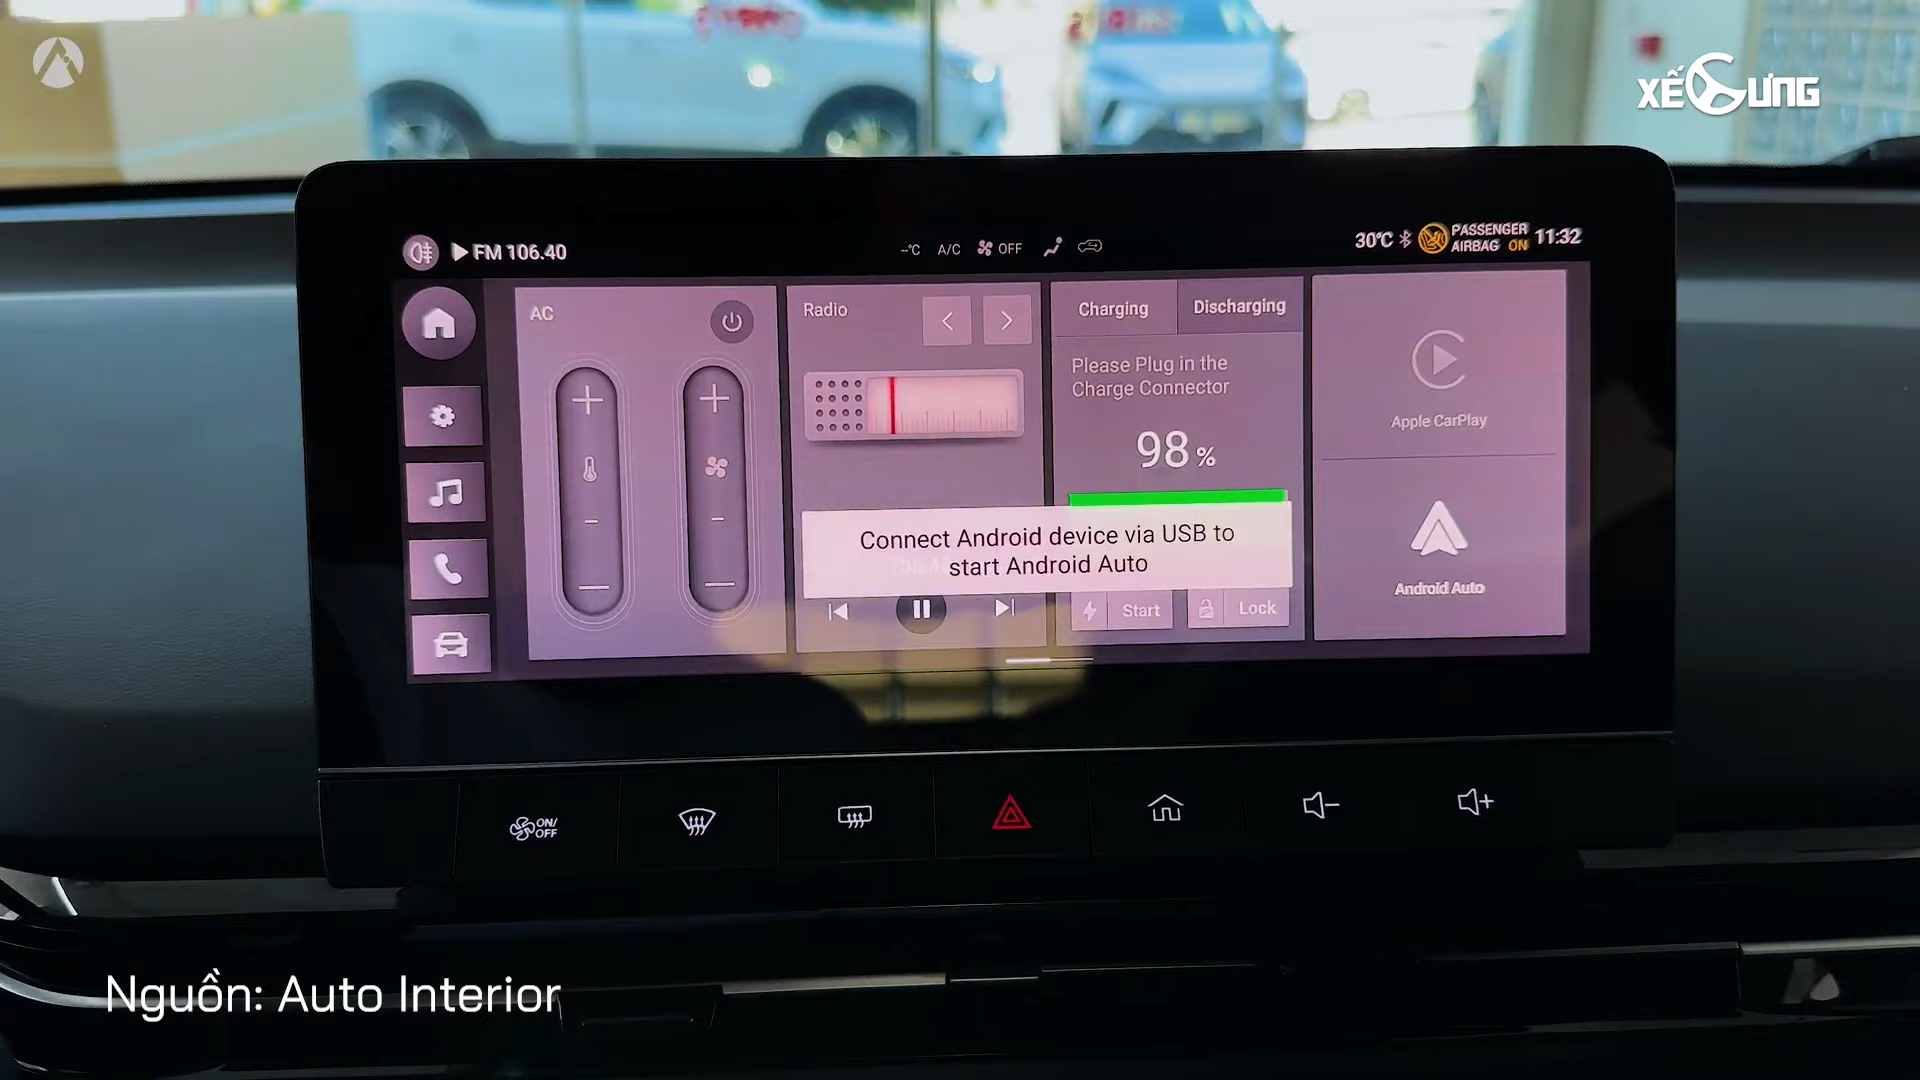 XẾ CƯNG
FM 106.40
--°C A/C OFF
30°C PASSENGER AIRBAG ON 11:32
AC
Radio
Charging
Discharging
Please Plug in the
Charge Connector
98 %
Connect Android device via USB to
start Android Auto
Start
Lock
Apple CarPlay
Android Auto
ON/
OFF
Nguồn: Auto Interior